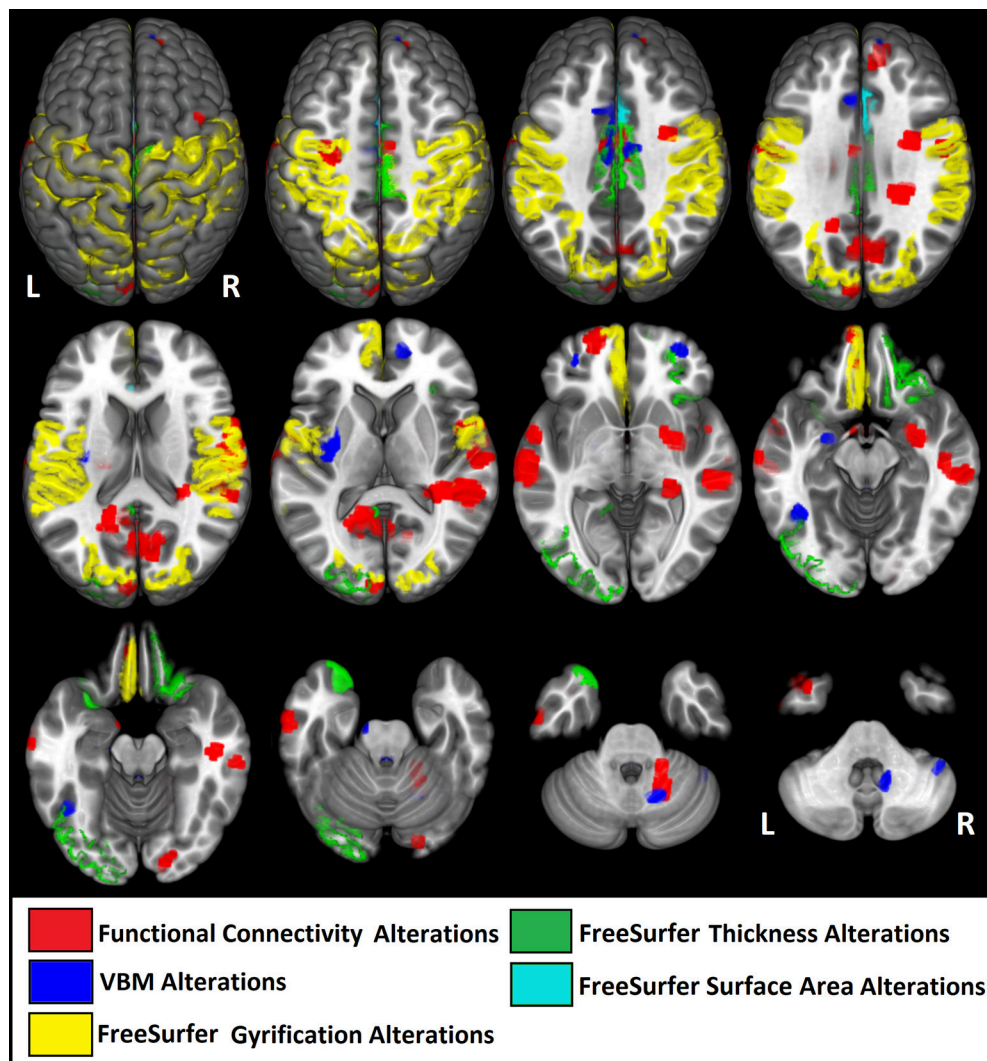 L R
L R
Functional Connectivity Alterations
FreeSurfer Thickness Alterations
VBM Alterations
FreeSurfer Surface Area Alterations
FreeSurfer Gyrification Alterations